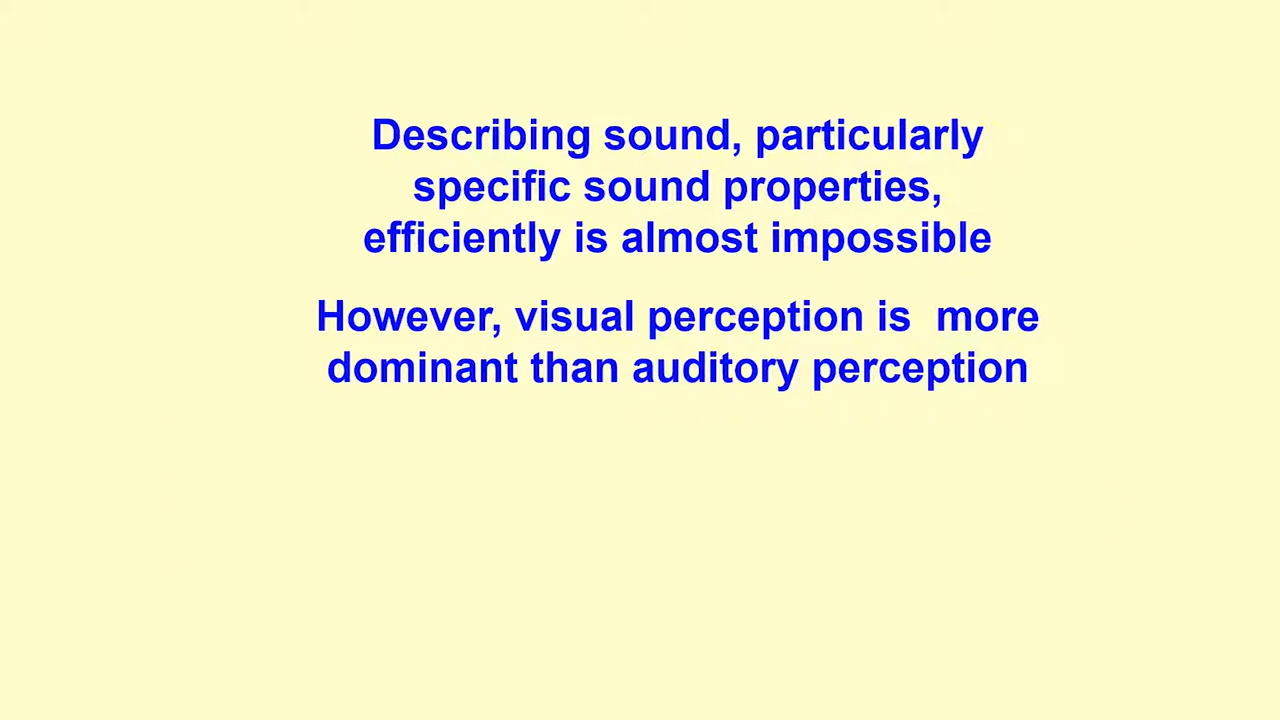 Describing sound, particularly
specific sound properties,
efficiently is almost impossible
However, visual perception is  more
dominant than auditory perception